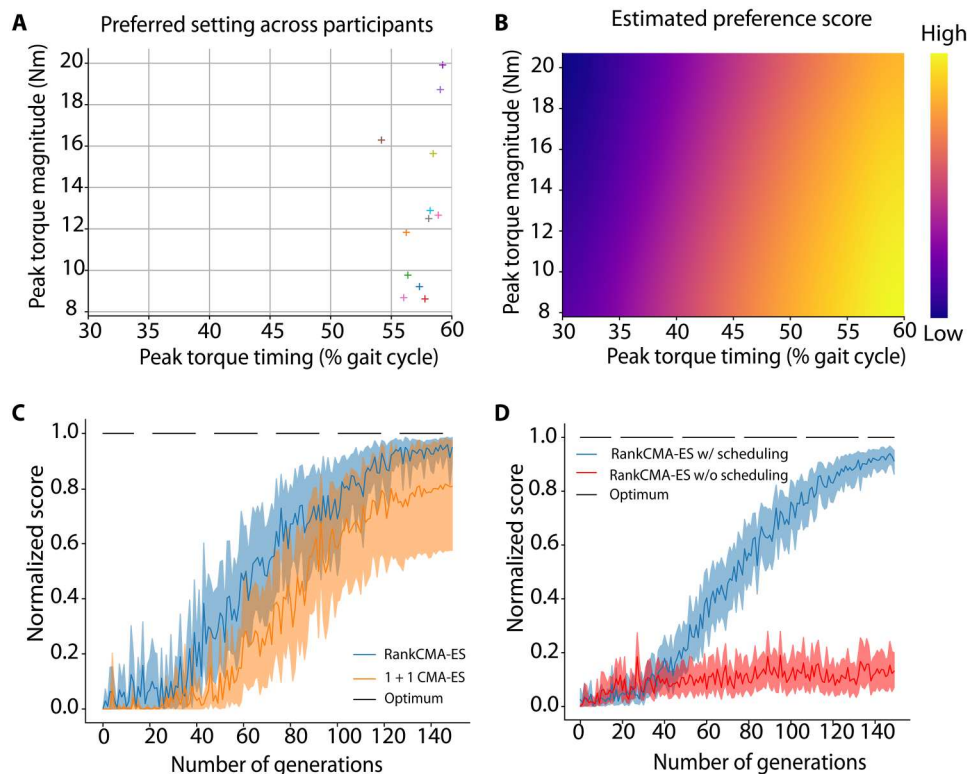 A
Preferred setting across participants
Peak torque magnitude (Nm)
20
18
16
14
12
10
8
30 35 40 45 50 55 60
Peak torque timing (% gait cycle)
B
Estimated preference score
High
Peak torque magnitude (Nm)
20
18
16
14
12
10
8
30 35 40 45 50 55 60
Low
Peak torque timing (% gait cycle)
C
Normalized score
1.0
0.8
0.6
0.4
0.2
0.0
RankCMA-ES
1 + 1 CMA-ES
Optimum
0 20 40 60 80 100 120 140
Number of generations
D
Normalized score
1.0
0.8
0.6
0.4
0.2
0.0
RankCMA-ES w/ scheduling
RankCMA-ES w/o scheduling
Optimum
0 20 40 60 80 100 120 140
Number of generations